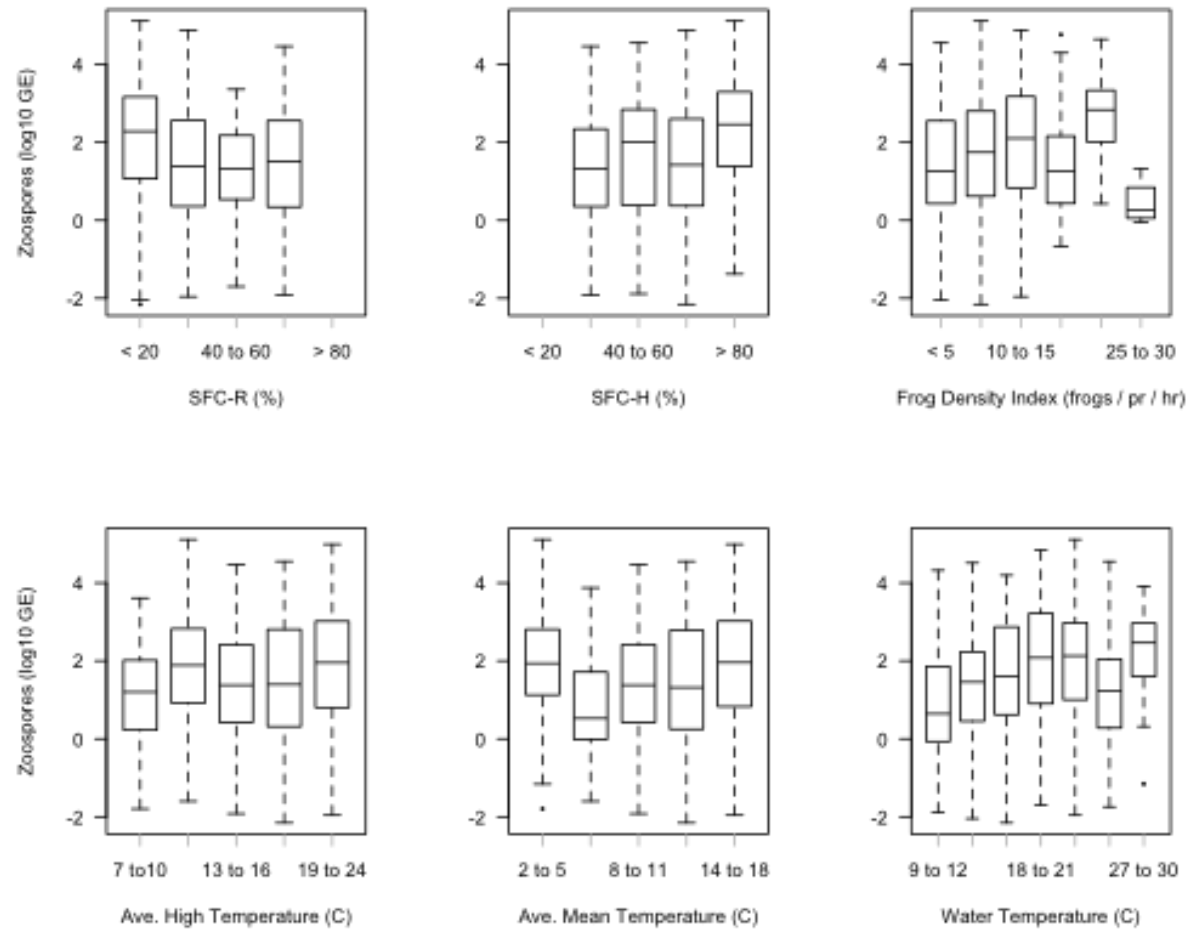 Zoospores (log10 GE)
4
2
0
-2
< 20 40 to 60 > 80
SFC-R (%)
4
2
0
-2
< 20 40 to 60 > 80
SFC-H (%)
4
2
0
-2
< 5 10 to 15 25 to 30
Frog Density Index (frogs / pr / hr)
Zoospores (log10 GE)
4
2
0
-2
7 to10 13 to 16 19 to 24
Ave. High Temperature (C)
4
2
0
-2
2 to 5 8 to 11 14 to 18
Ave. Mean Temperature (C)
4
2
0
-2
9 to 12 18 to 21 27 to 30
Water Temperature (C)